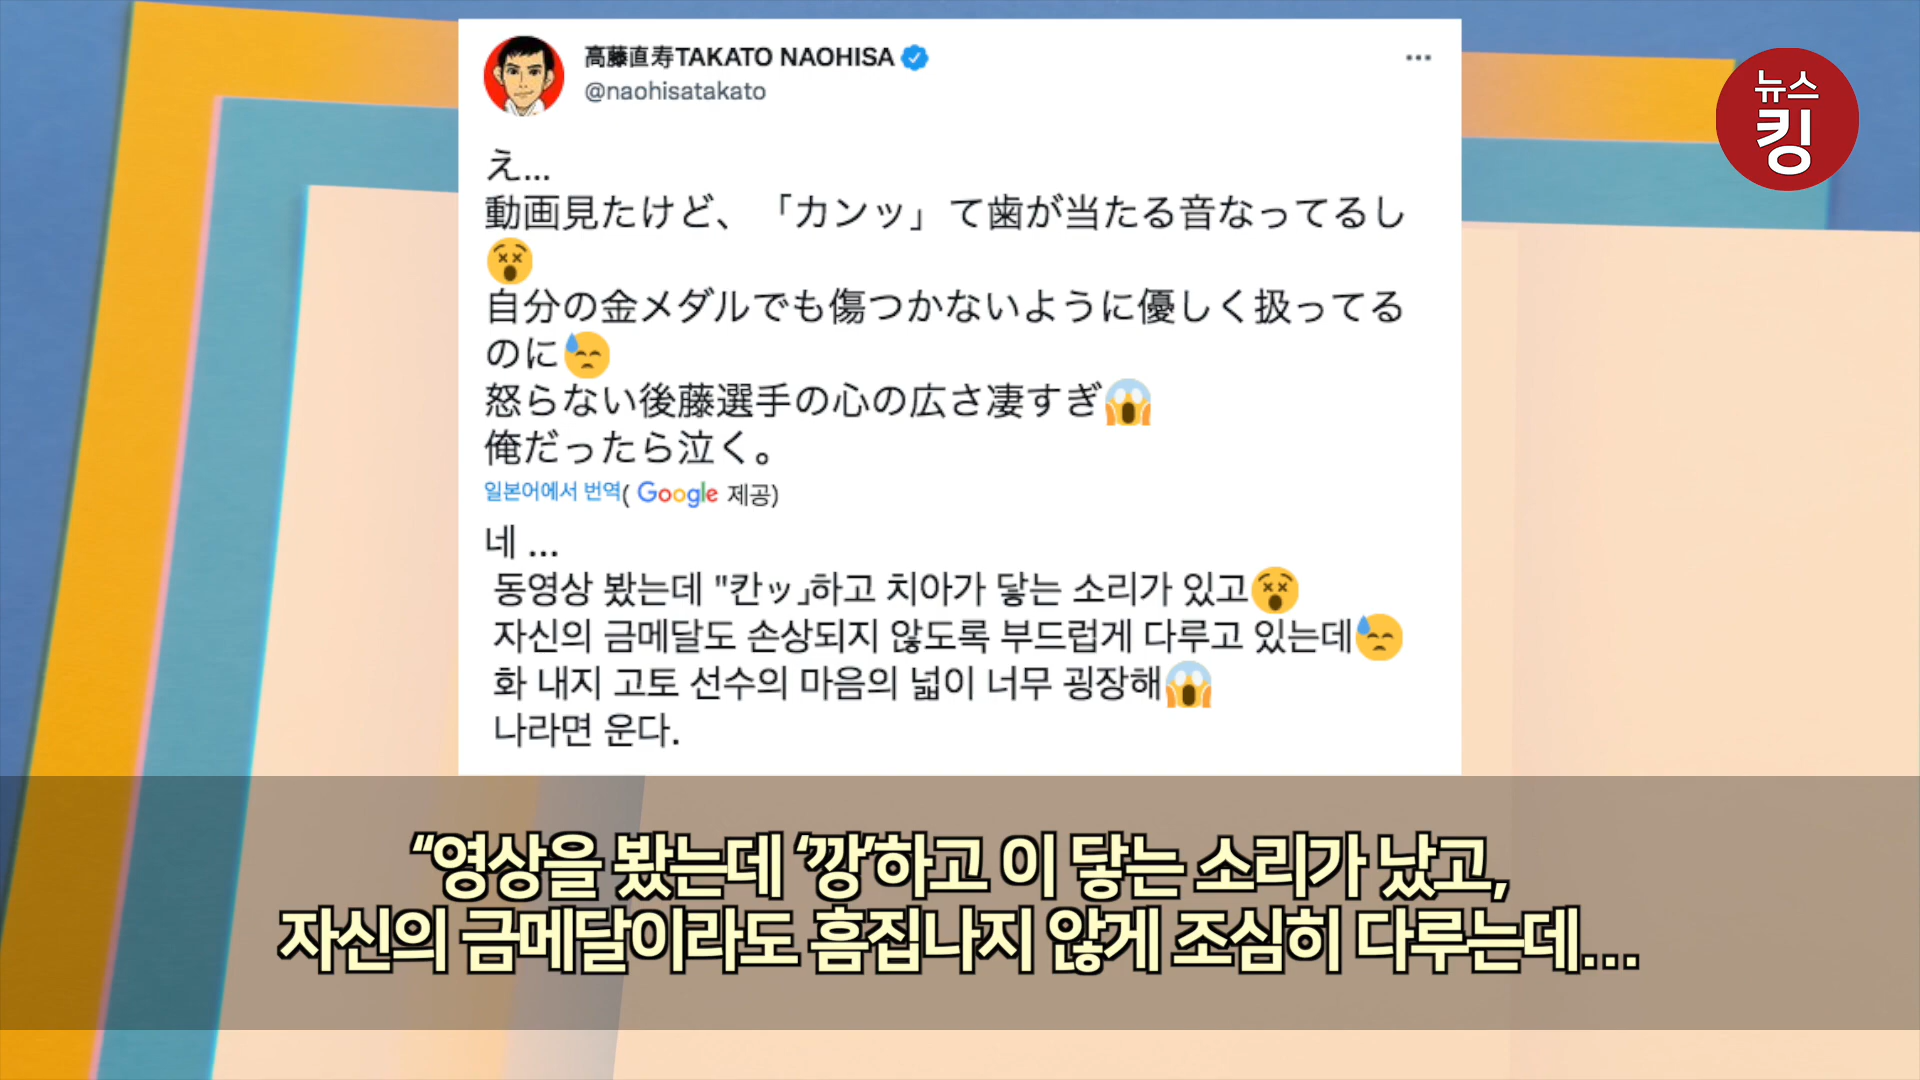 高藤直寿TAKATO NAOHISA
@naohisatakato
뉴스
킹
え...
動画見たけど、「カンッ」て歯が当たる音なってるし
😵
自分の金メダルでも傷つかないように優しく扱ってる
のに😓
怒らない後藤選手の心の広さ凄すぎ😱
俺だったら泣く。
일본어에서 번역( Google 제공)
네 ...
동영상 봤는데 "칸ッ」하고 치아가 닿는 소리가 있고😵
자신의 금메달도 손상되지 않도록 부드럽게 다루고 있는데😓
화 내지 고토 선수의 마음의 넓이 너무 굉장해😱
나라면 운다.
“영상을 봤는데 ‘깡’하고 이 닿는 소리가 났고,
자신의 금메달이라도 흠집나지 않게 조심히 다루는데...